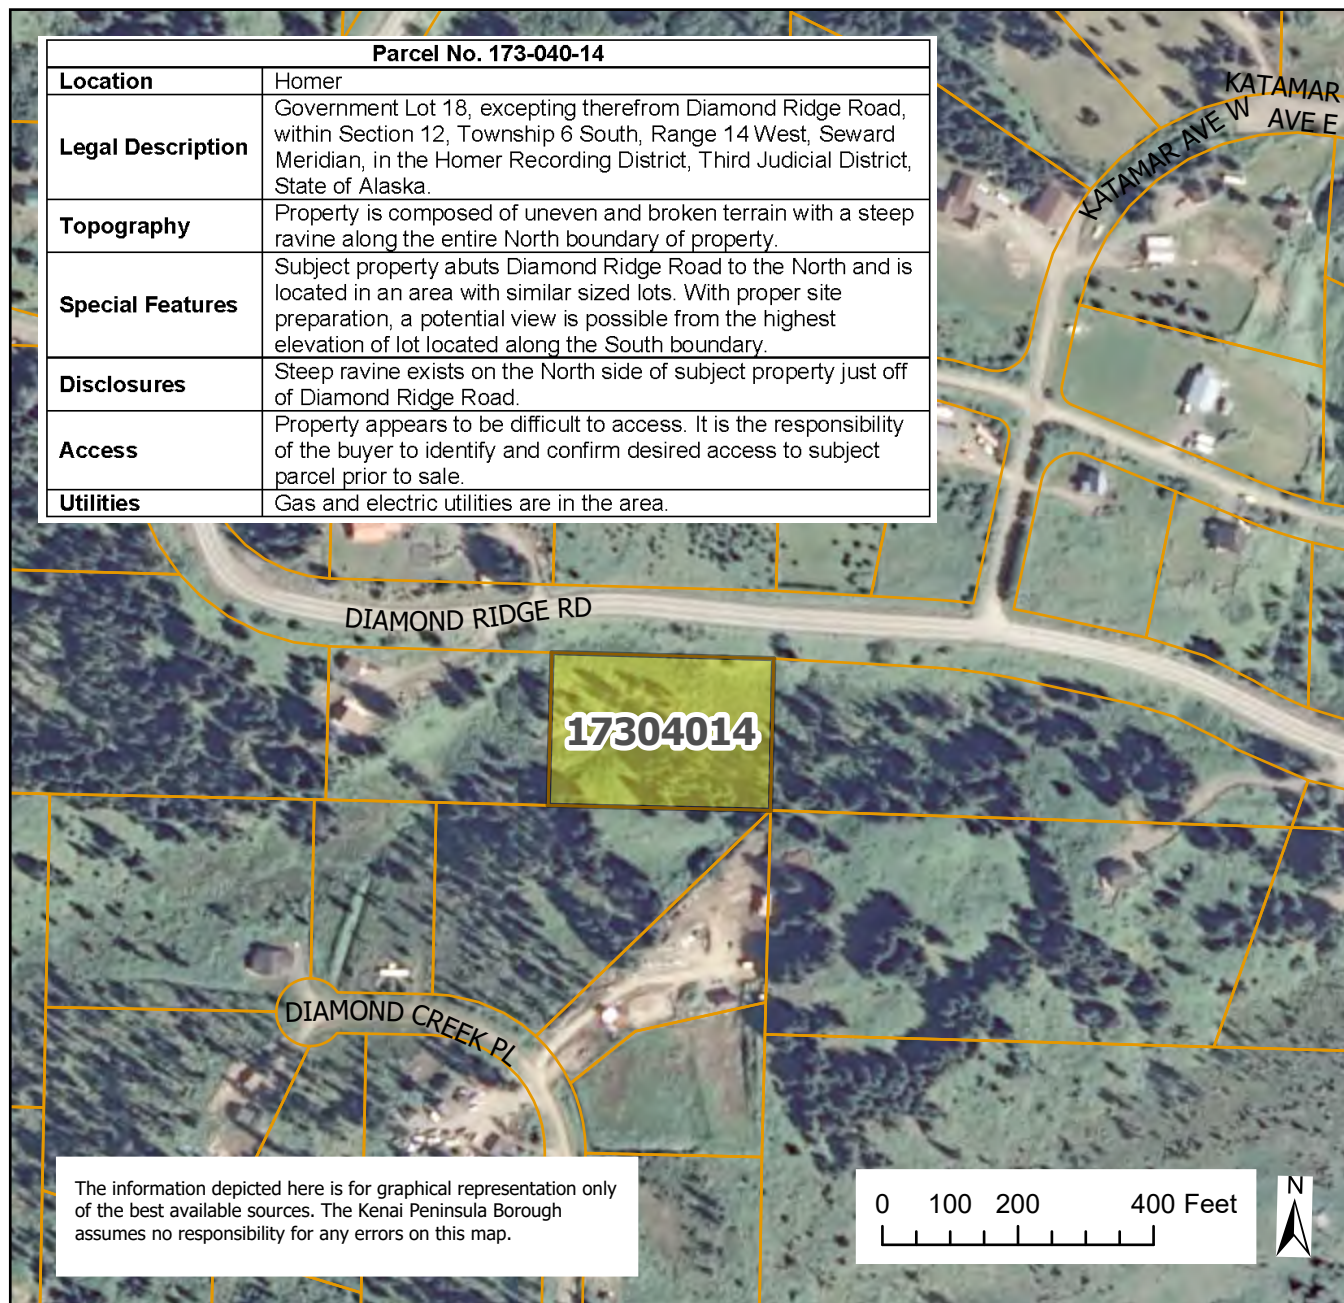 Parcel No. 173-040-14
Location
Homer
Legal Description
Government Lot 18, excepting therefrom Diamond Ridge Road,
within Section 12, Township 6 South, Range 14 West, Seward
Meridian, in the Homer Recording District, Third Judicial District,
State of Alaska.
Topography
Property is composed of uneven and broken terrain with a steep
ravine along the entire North boundary of property.
Special Features
Subject property abuts Diamond Ridge Road to the North and is
located in an area with similar sized lots. With proper site
preparation, a potential view is possible from the highest
elevation of lot located along the South boundary.
Disclosures
Steep ravine exists on the North side of subject property just off
of Diamond Ridge Road.
Access
Property appears to be difficult to access. It is the responsibility
of the buyer to identify and confirm desired access to subject
parcel prior to sale.
Utilities
Gas and electric utilities are in the area.
KATAMAR
AVE E
KATAMAR AVE W
DIAMOND RIDGE RD
17304014
DIAMOND CREEK PL
The information depicted here is for graphical representation only
of the best available sources. The Kenai Peninsula Borough
assumes no responsibility for any errors on this map.
0 100 200 400 Feet
N